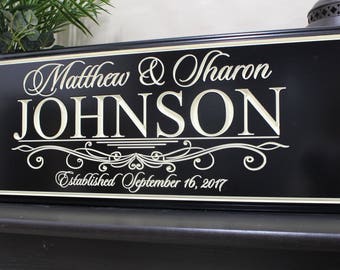 Matthew & Sharon
JOHNSON
Established September 16, 2017